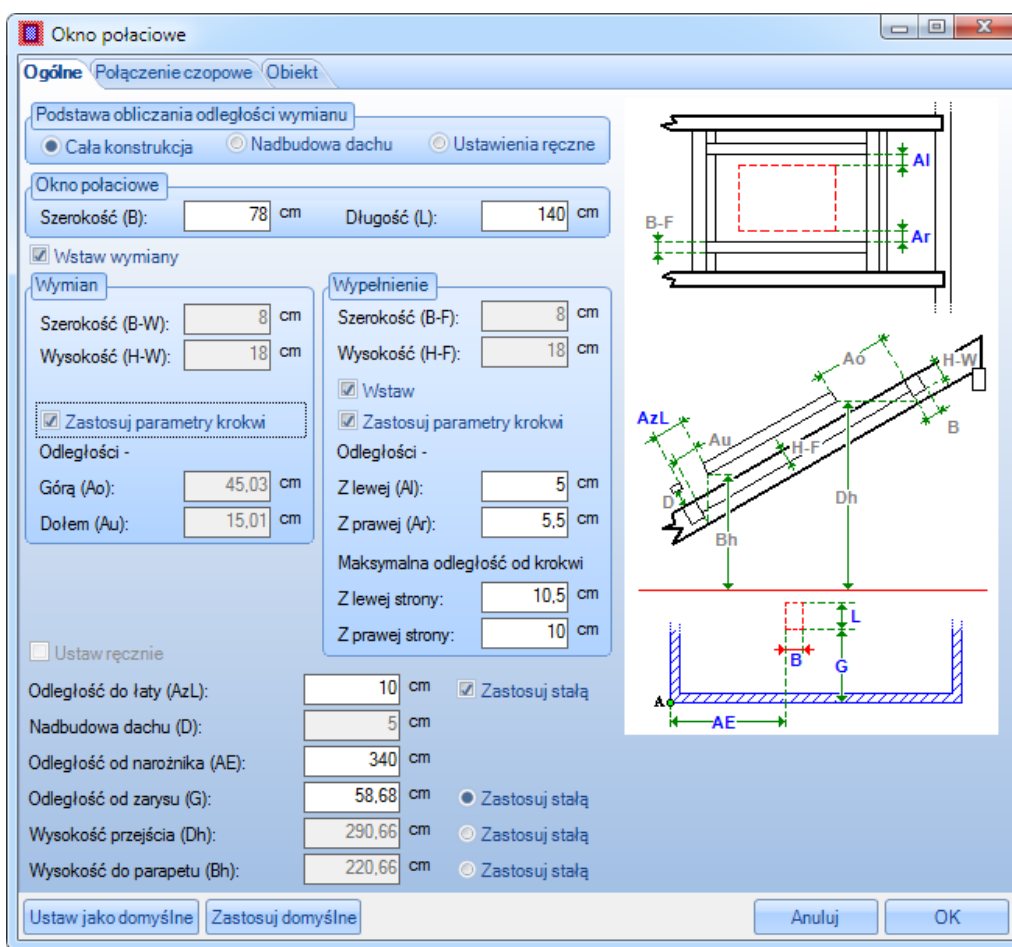 Okno połaciowe
Ogólne Połączenie czopowe Obiekt
Podstawa obliczania odległości wymianu
Cała konstrukcja Nadbudowa dachu Ustawienia ręczne
Okno połaciowe
Szerokość (B): 78 cm Długość (L): 140 cm
Wstaw wymiany
Wymian
Szerokość (B-W): 8 cm
Wysokość (H-W): 18 cm
Zastosuj parametry krokwi
Odległości -
Górą (Ao): 45,03 cm
Dołem (Au): 15,01 cm
Wypełnienie
Szerokość (B-F): 8 cm
Wysokość (H-F): 18 cm
Wstaw
Zastosuj parametry krokwi
Odległości -
Z lewej (Al): 5 cm
Z prawej (Ar): 5,5 cm
Maksymalna odległość od krokwi
Z lewej strony: 10,5 cm
Z prawej strony: 10 cm
Ustaw ręcznie
Odległość do łaty (AzL): 10 cm Zastosuj stałą
Nadbudowa dachu (D): 5 cm
Odległość od narożnika (AE): 340 cm
Odległość od zarysu (G): 58,68 cm Zastosuj stałą
Wysokość przejścia (Dh): 290,66 cm Zastosuj stałą
Wysokość do parapetu (Bh): 220,66 cm Zastosuj stałą
Al
B-F
Ar
Ao
H-W
AzL
Au
B
H-F
D
Dh
Bh
L
B
G
A
AE
Ustaw jako domyślne Zastosuj domyślne Anuluj OK